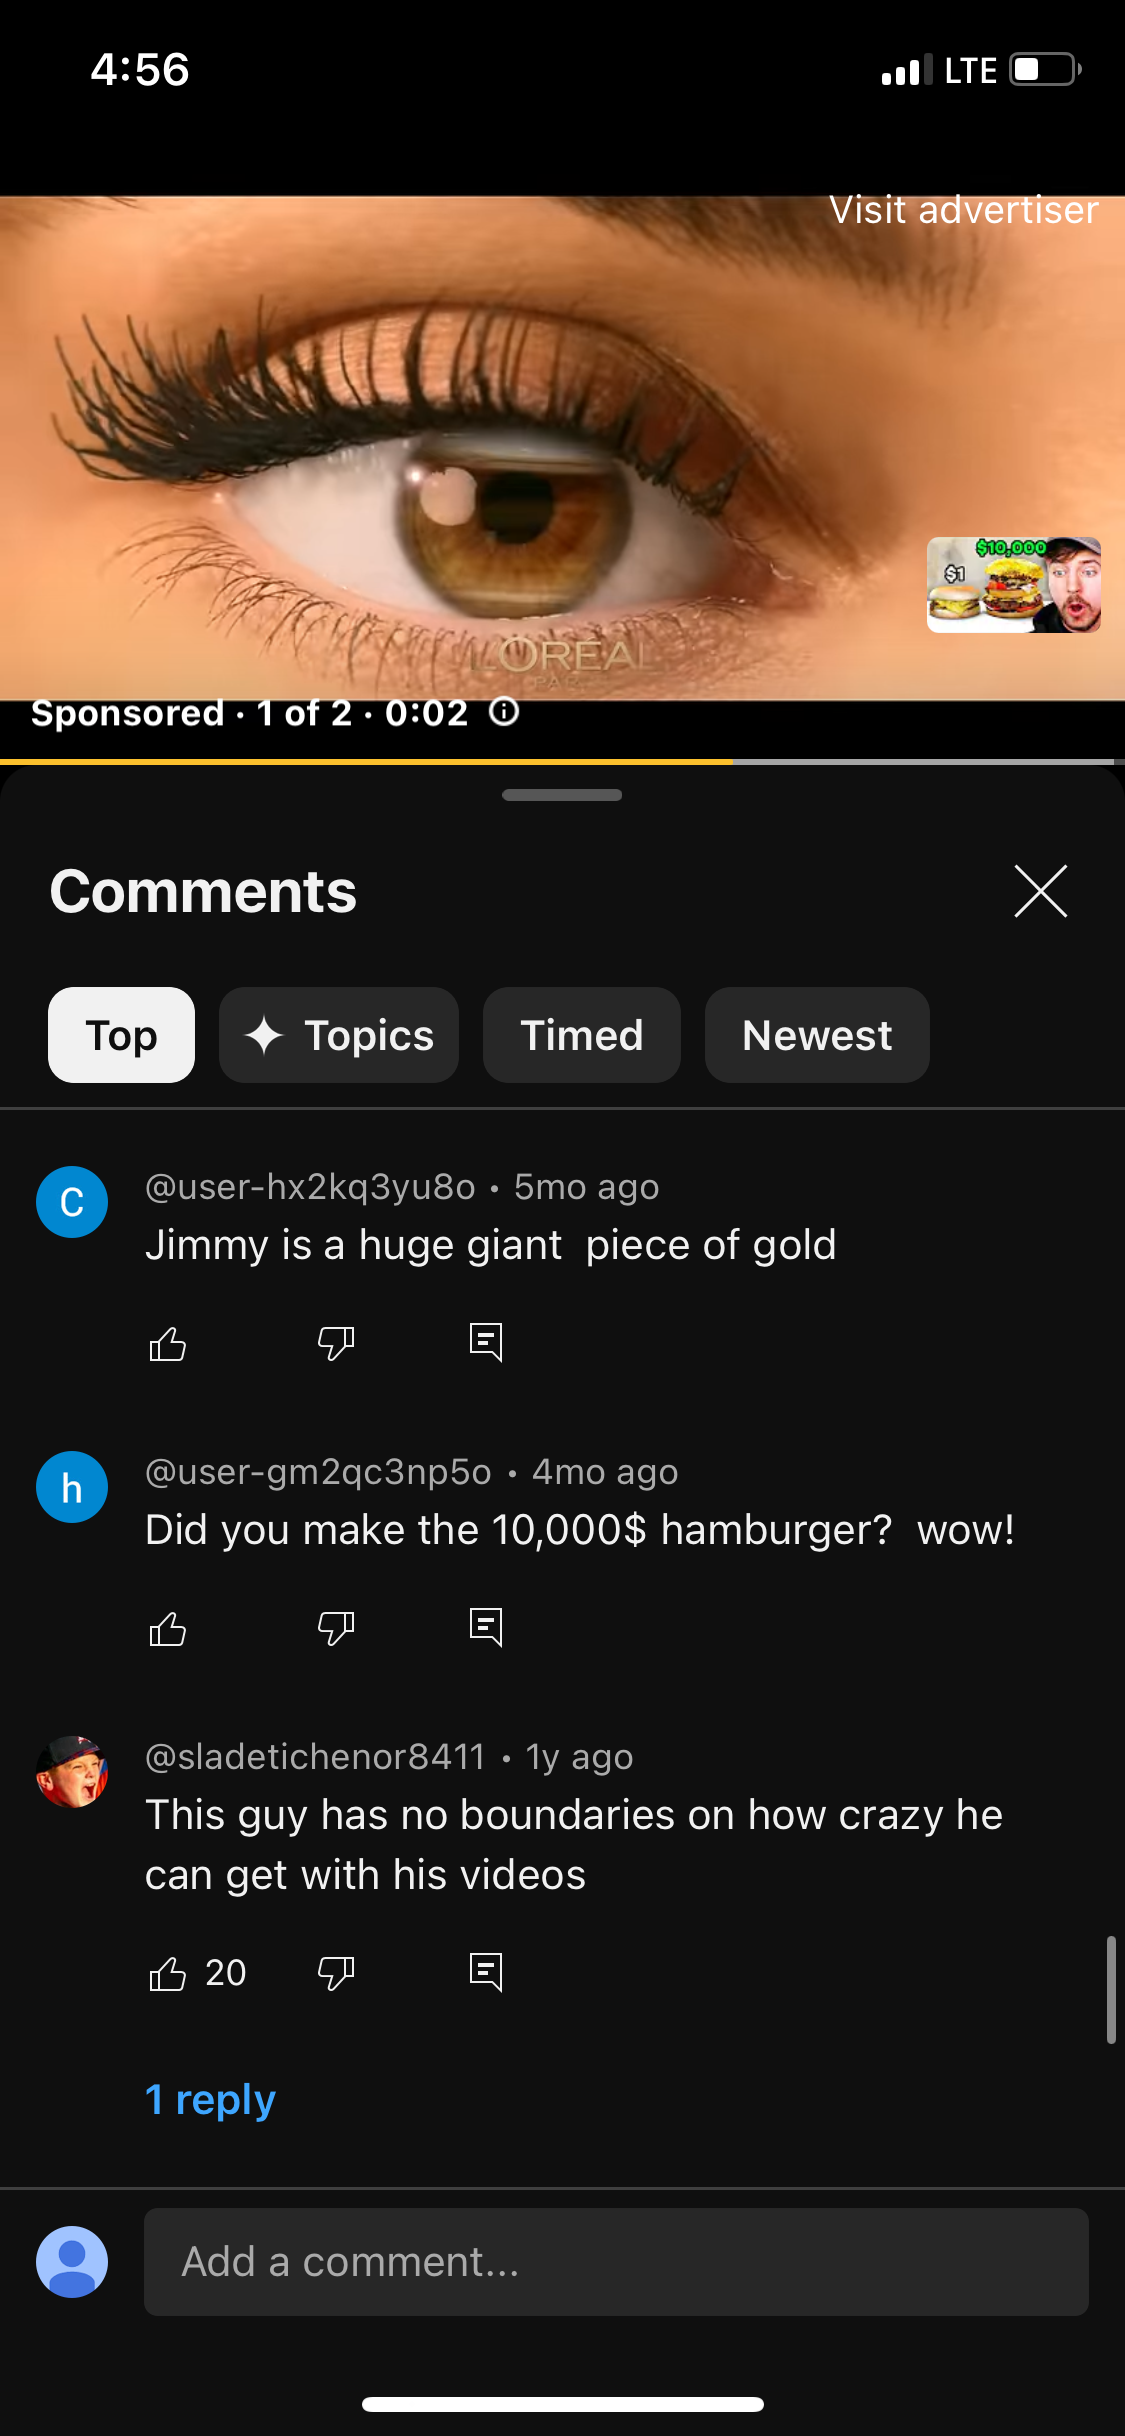 4:56
LTE
Visit advertiser
$10,000
$1
L'OREAL
PARIS
Sponsored · 1 of 2 · 0:02
Comments
Top
Topics
Timed
Newest
C
@user-hx2kq3yu8o • 5mo ago
Jimmy is a huge giant  piece of gold
h
@user-gm2qc3np5o • 4mo ago
Did you make the 10,000$ hamburger?  wow!
@sladetichenor8411 • 1y ago
This guy has no boundaries on how crazy he
can get with his videos
20
1 reply
Add a comment...